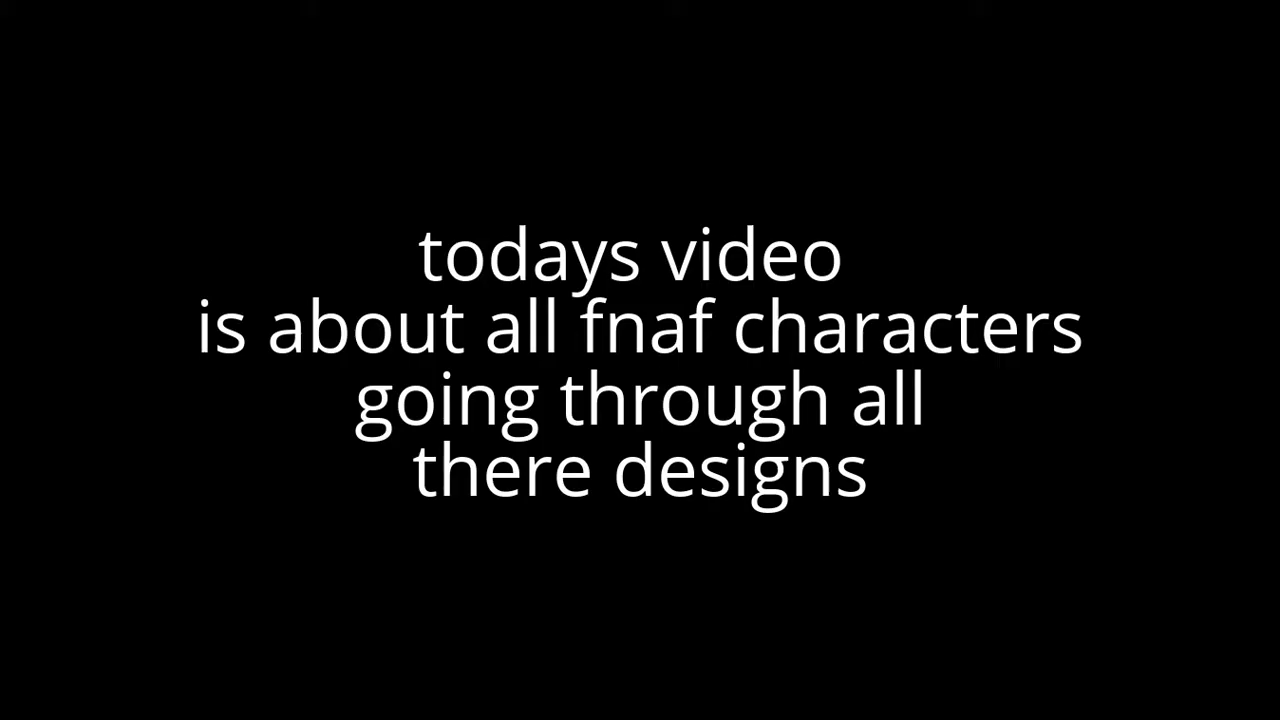 todays video
is about all fnaf characters
going through all
there designs